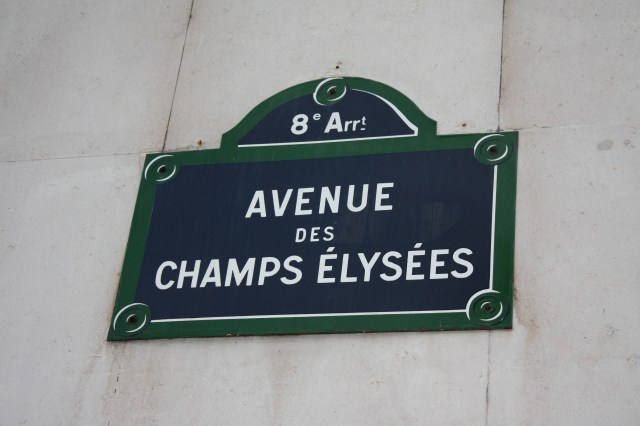 8e Arrt
AVENUE
DES
CHAMPS ÉLYSÉES